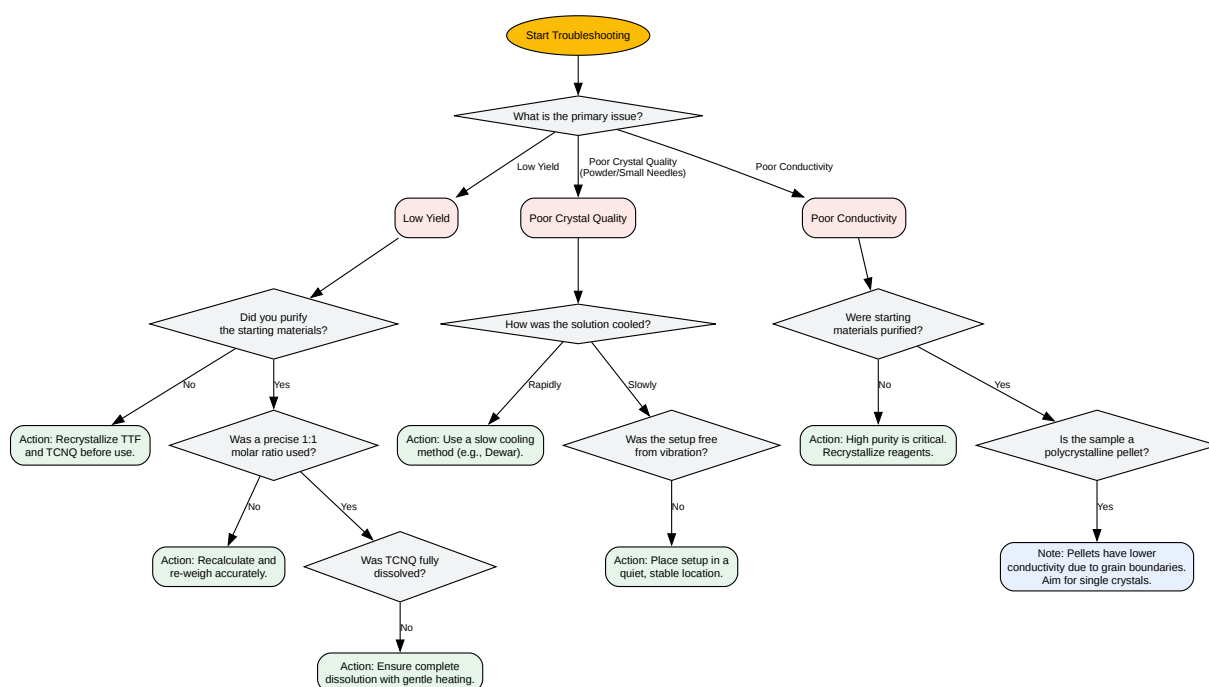 Start Troubleshooting
What is the primary issue?
Low Yield
Poor Crystal Quality
(Powder/Small Needles)
Poor Conductivity
Low Yield
Poor Crystal Quality
Poor Conductivity
Did you purify
the starting materials?
How was the solution cooled?
Were starting
materials purified?
No
Yes
Rapidly
Slowly
No
Yes
Action: Recrystallize TTF
and TCNQ before use.
Was a precise 1:1
molar ratio used?
Action: Use a slow cooling
method (e.g., Dewar).
Was the setup free
from vibration?
Action: High purity is critical.
Recrystallize reagents.
Is the sample a
polycrystalline pellet?
No
Yes
No
Yes
Action: Recalculate and
re-weigh accurately.
Was TCNQ fully
dissolved?
Action: Place setup in a
quiet, stable location.
Note: Pellets have lower
conductivity due to grain boundaries.
Aim for single crystals.
No
Action: Ensure complete
dissolution with gentle heating.